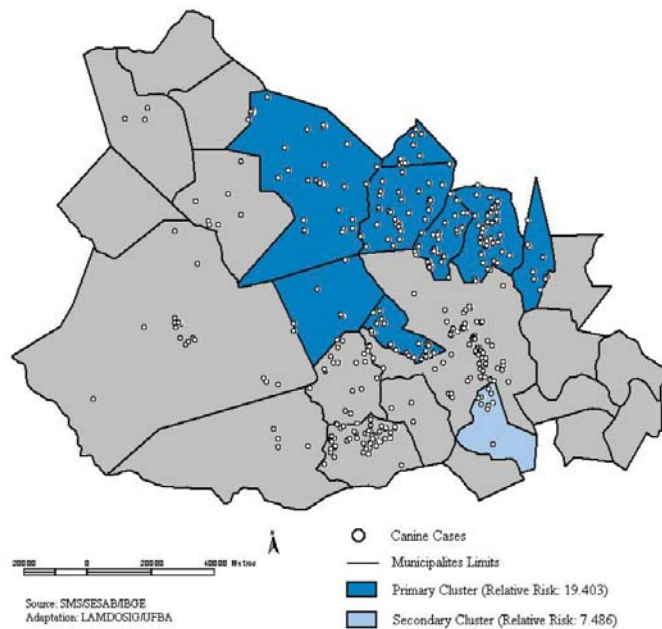 N
20000 0 20000 40000 Metros
Source: SMS/SESAB/IBGE
Adaptation: LAMDOSIG/UFBA
Canine Cases
Municipalites Limits
Primary Cluster (Relative Risk: 19.403)
Secondary Cluster (Relative Risk: 7.486)